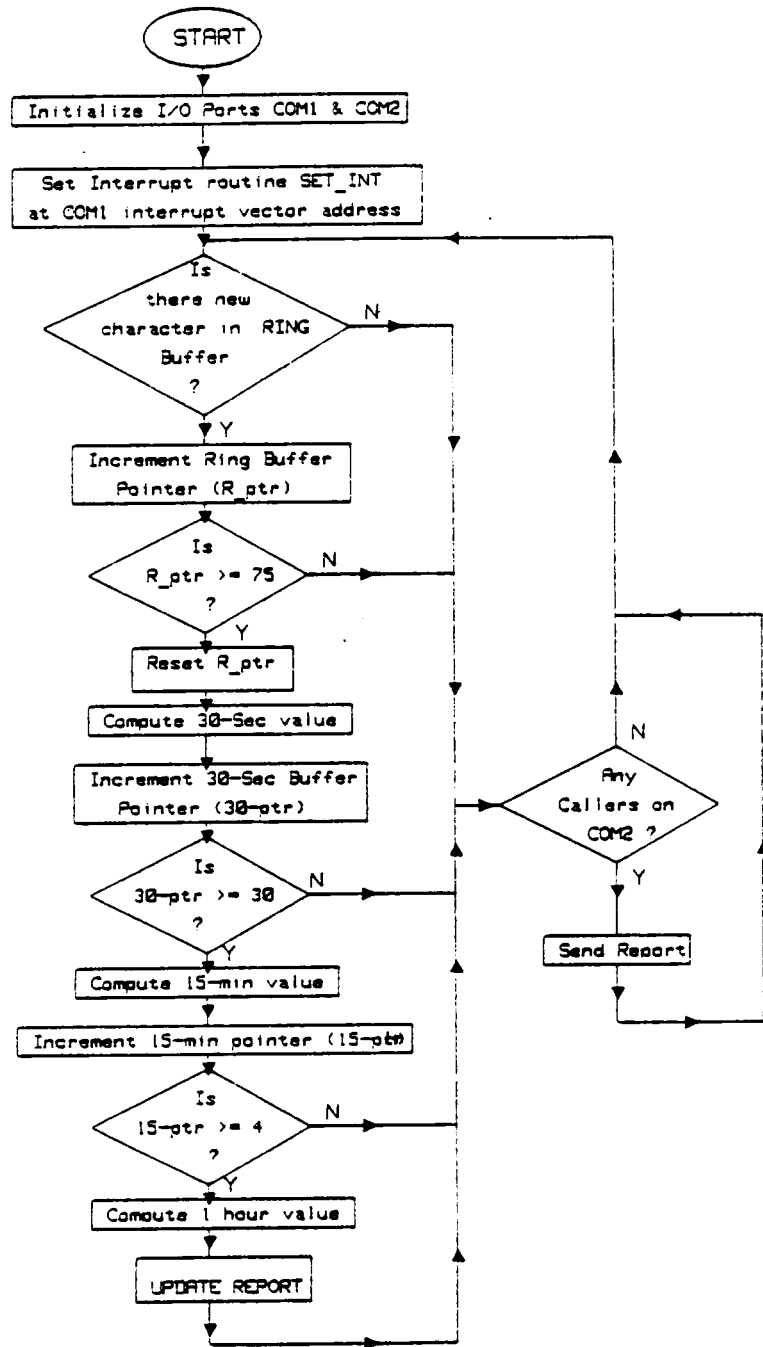 START
Initialize I/O Ports COM1 & COM2
Set Interrupt routine SET_INT
at COM1 interrupt vector address
Is
there new
character in RING
Buffer
?
N
Y
Increment Ring Buffer
Pointer (R_ptr)
Is
R_ptr >= 75
?
N
Y
Reset R_ptr
Compute 30-Sec value
Increment 30-Sec Buffer
Pointer (30-ptr)
Is
30-ptr >= 30
?
N
Y
Compute 15-min value
Increment 15-min pointer (15-ptr)
Is
15-ptr >= 4
?
N
Y
Compute 1 hour value
UPDATE REPORT
N
Any
Callers on
COM2 ?
Y
Send Report